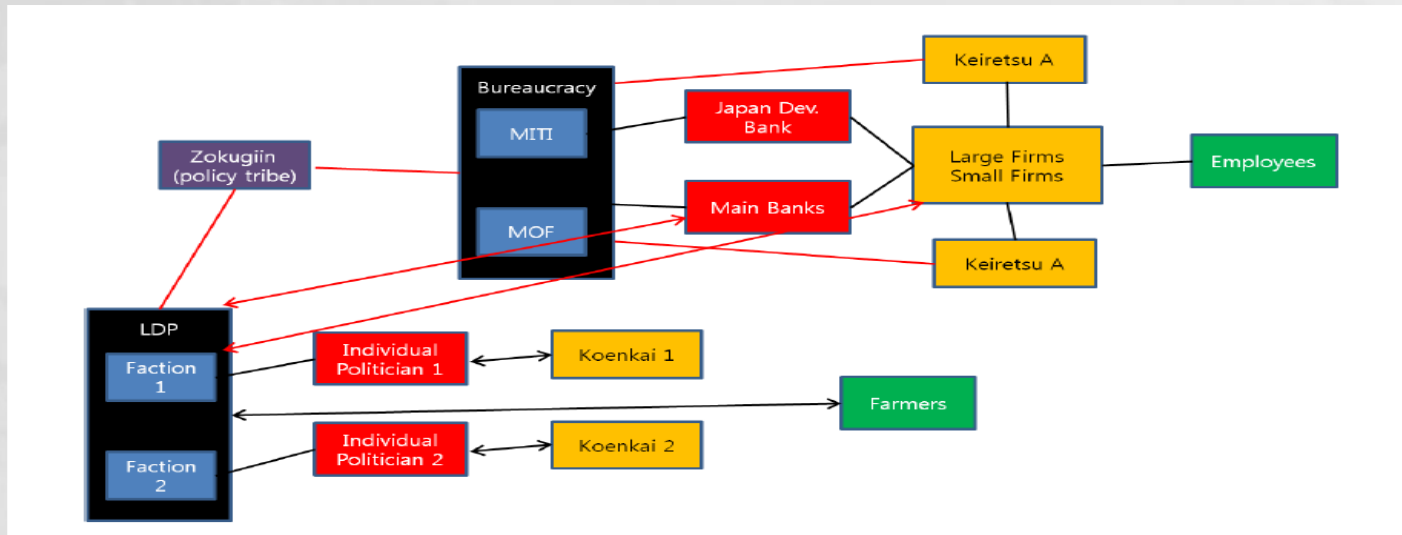 Keiretsu A
Bureaucracy
MITI
Japan Dev.
Bank
Zokugiin
(policy tribe)
Large Firms
Small Firms
Employees
Main Banks
MOF
Keiretsu A
LDP
Faction
1
Individual
Politician 1
Koenkai 1
Farmers
Individual
Politician 2
Koenkai 2
Faction
2